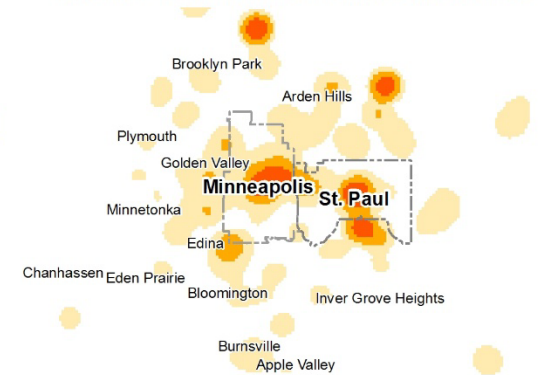 Brooklyn Park
Arden Hills
Plymouth
Golden Valley
Minneapolis
St. Paul
Minnetonka
Edina
Chanhassen
Eden Prairie
Bloomington
Inver Grove Heights
Burnsville
Apple Valley